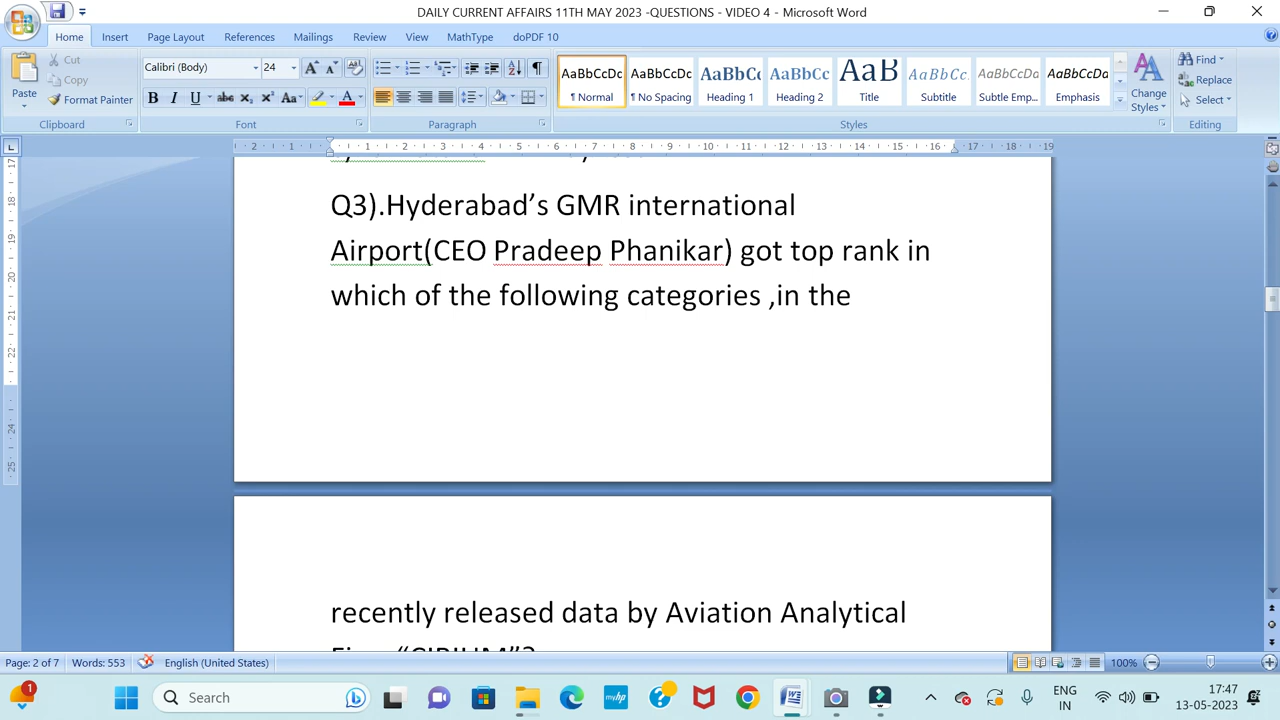 DAILY CURRENT AFFAIRS 11TH MAY 2023 -QUESTIONS - VIDEO 4 - Microsoft Word
Home Insert Page Layout References Mailings Review View MathType doPDF 10
Paste Cut Copy Format Painter
Calibri (Body) 24
AaBbCcDc AaBbCcDc AaBbCc AaBbCc AaBb AaBbCc. AaBbCcDa AaBbCcDa
¶ Normal ¶ No Spacing Heading 1 Heading 2 Title Subtitle Subtle Emp... Emphasis
Change Styles
Find Replace Select
Clipboard Font Paragraph Styles Editing
Q3).Hyderabad’s GMR international
Airport(CEO Pradeep Phanikar) got top rank in
which of the following categories ,in the
recently released data by Aviation Analytical
Page: 2 of 7 Words: 553 English (United States) 100%
Search
ENG
IN
17:47
13-05-2023